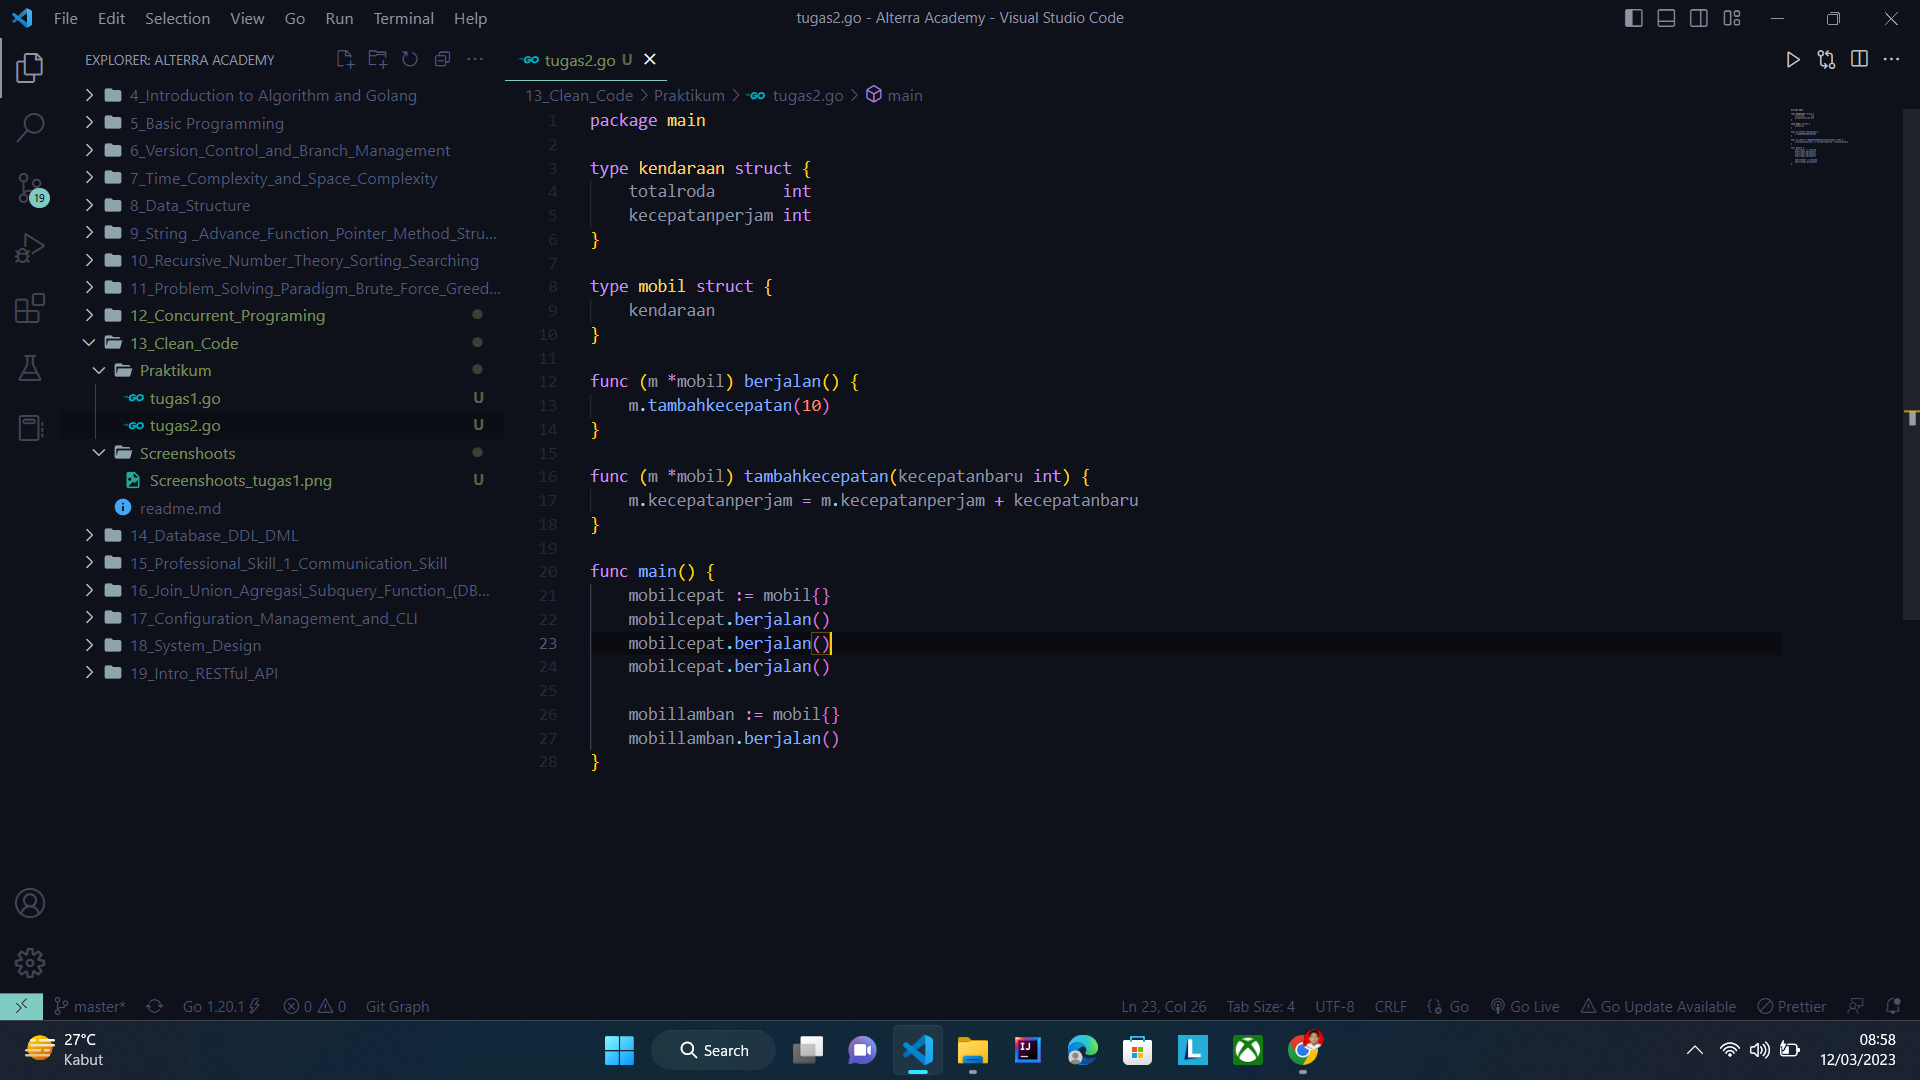 File Edit Selection View Go Run Terminal Help
tugas2.go - Alterra Academy - Visual Studio Code
EXPLORER: ALTERRA ACADEMY
4_Introduction to Algorithm and Golang
5_Basic Programming
6_Version_Control_and_Branch_Management
7_Time_Complexity_and_Space_Complexity
8_Data_Structure
9_String _Advance_Function_Pointer_Method_Stru...
10_Recursive_Number_Theory_Sorting_Searching
11_Problem_Solving_Paradigm_Brute_Force_Greed...
12_Concurrent_Programing
13_Clean_Code
Praktikum
GO tugas1.go U
GO tugas2.go U
Screenshoots
Screenshoots_tugas1.png U
readme.md
14_Database_DDL_DML
15_Professional_Skill_1_Communication_Skill
16_Join_Union_Agregasi_Subquery_Function_(DB...
17_Configuration_Management_and_CLI
18_System_Design
19_Intro_RESTful_API
19
GO tugas2.go U
13_Clean_Code > Praktikum > GO tugas2.go > main
1 package main
2
3 type kendaraan struct {
4 totalroda       int
5 kecepatanperjam int
6 }
7
8 type mobil struct {
9 kendaraan
10 }
11
12 func (m *mobil) berjalan() {
13 m.tambahkecepatan(10)
14 }
15
16 func (m *mobil) tambahkecepatan(kecepatanbaru int) {
17 m.kecepatanperjam = m.kecepatanperjam + kecepatanbaru
18 }
19
20 func main() {
21 mobilcepat := mobil{}
22 mobilcepat.berjalan()
23 mobilcepat.berjalan()
24 mobilcepat.berjalan()
25
26 mobillamban := mobil{}
27 mobillamban.berjalan()
28 }
master* Go 1.20.1 0 0 Git Graph
Ln 23, Col 26 Tab Size: 4 UTF-8 CRLF {} Go Go Live Go Update Available Prettier
27°C
Kabut
Search
IJ
L
08:58
12/03/2023